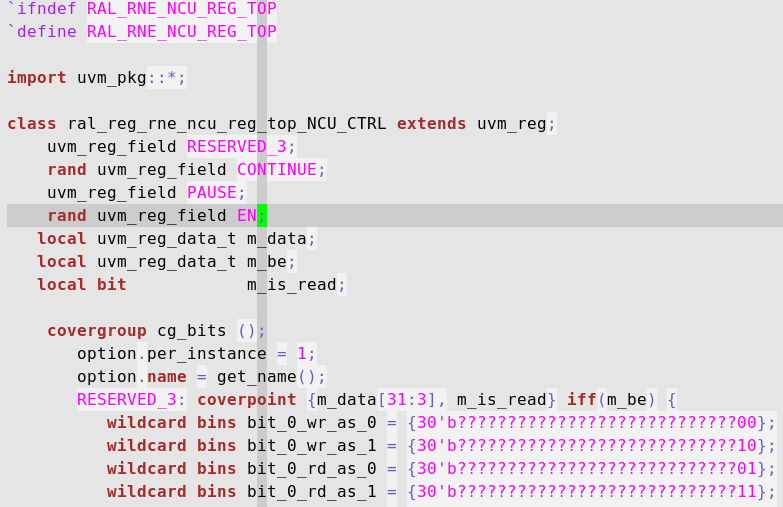 `ifndef RAL_RNE_NCU_REG_TOP
`define RAL_RNE_NCU_REG_TOP
import uvm_pkg::*;
class ral_reg_rne_ncu_reg_top_NCU_CTRL extends uvm_reg;
    uvm_reg_field RESERVED_3;
    rand uvm_reg_field CONTINUE;
    uvm_reg_field PAUSE;
    rand uvm_reg_field EN;
   local uvm_reg_data_t m_data;
   local uvm_reg_data_t m_be;
   local bit            m_is_read;
    covergroup cg_bits ();
       option.per_instance = 1;
       option.name = get_name();
       RESERVED_3: coverpoint {m_data[31:3], m_is_read} iff(m_be) {
          wildcard bins bit_0_wr_as_0 = {30'b????????????????????????????00};
          wildcard bins bit_0_wr_as_1 = {30'b????????????????????????????10};
          wildcard bins bit_0_rd_as_0 = {30'b????????????????????????????01};
          wildcard bins bit_0_rd_as_1 = {30'b????????????????????????????11};